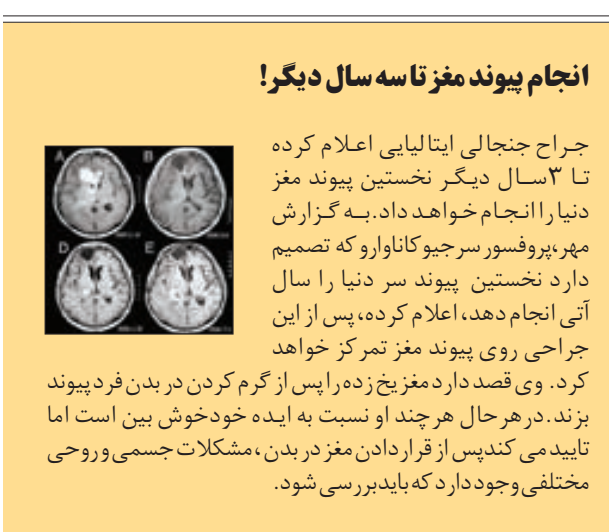 انجام پیوند مغز تا سه سال دیگر!
جراح جنجالی ایتالیایی اعلام کرده
تا ۳سال دیگر نخستین پیوند مغز
دنیا را انجام خواهد داد. به گزارش
مهر، پروفسور سرجیو کاناوارو که تصمیم
دارد نخستین پیوند سر دنیا را سال
آتی انجام دهد، اعلام کرده، پس از این
جراحی روی پیوند مغز تمرکز خواهد
کرد. وی قصد دارد مغز یخ زده را پس از گرم کردن در بدن فرد پیوند
بزند. در هر حال هر چند او نسبت به ایده خود خوش بین است اما
تایید می کند پس از قرار دادن مغز در بدن، مشکلات جسمی و روحی
مختلفی وجود دارد که باید بررسی شود.
A
B
D
E